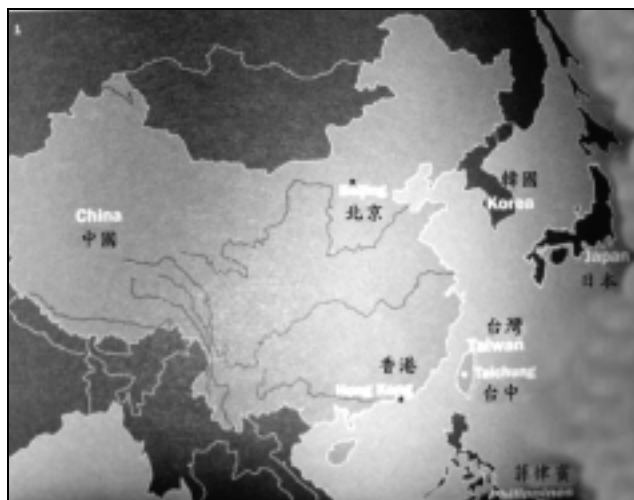 1
韓國
Korea
Beijing
北京
China
中國
Japan
日本
台灣
Taiwan
香港
Taichung
Hong Kong
台中
菲律賓